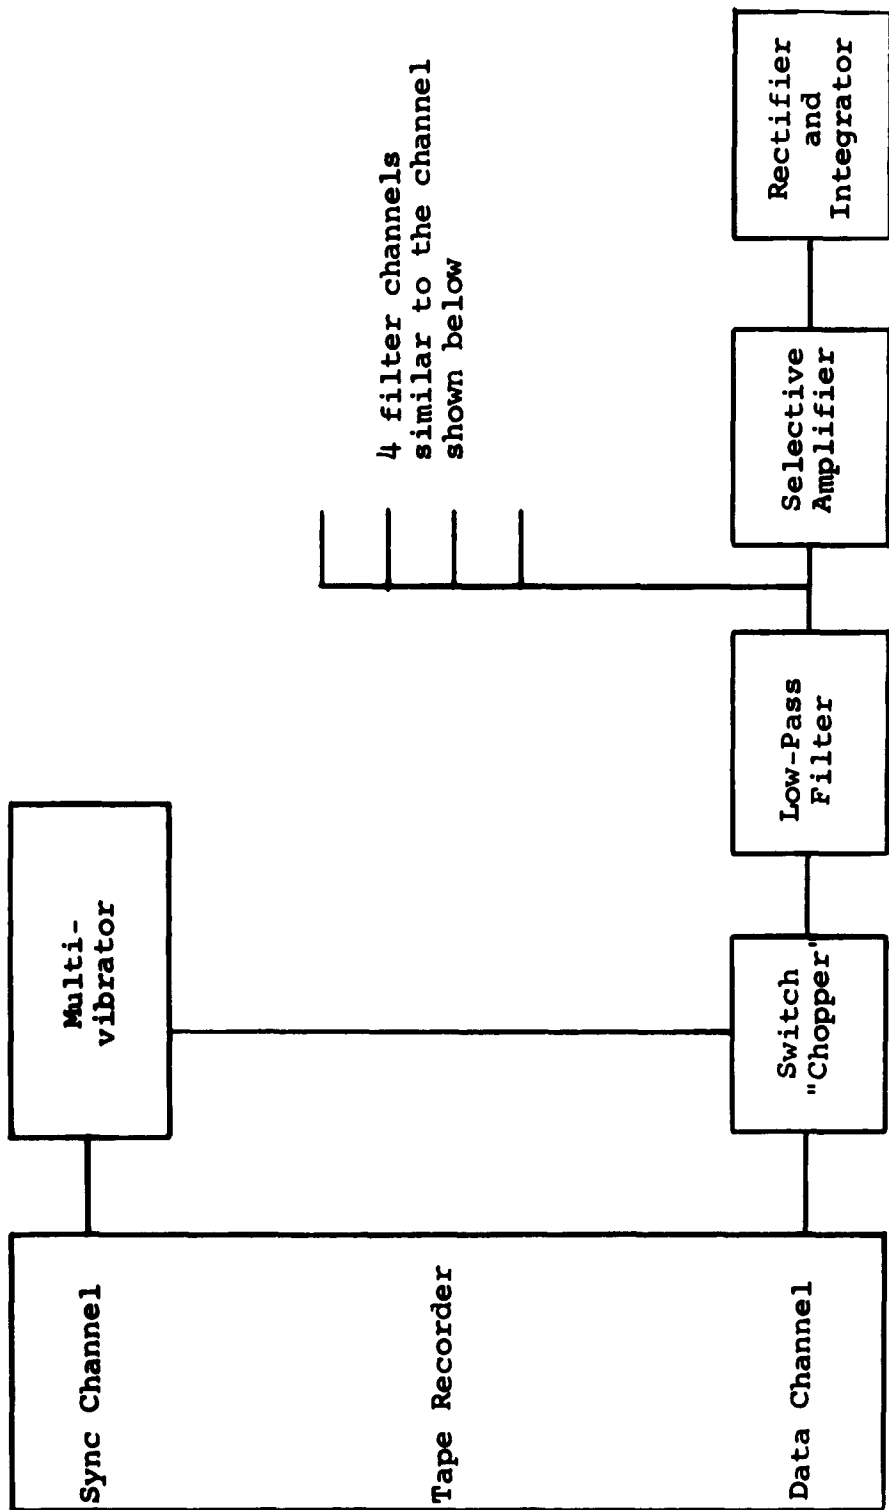 Sync Channel
Tape Recorder
Data Channel
Multi-
vibrator
Switch
"Chopper"
Low-Pass
Filter
4 filter channels
similar to the channel
shown below
Selective
Amplifier
Rectifier
and
Integrator